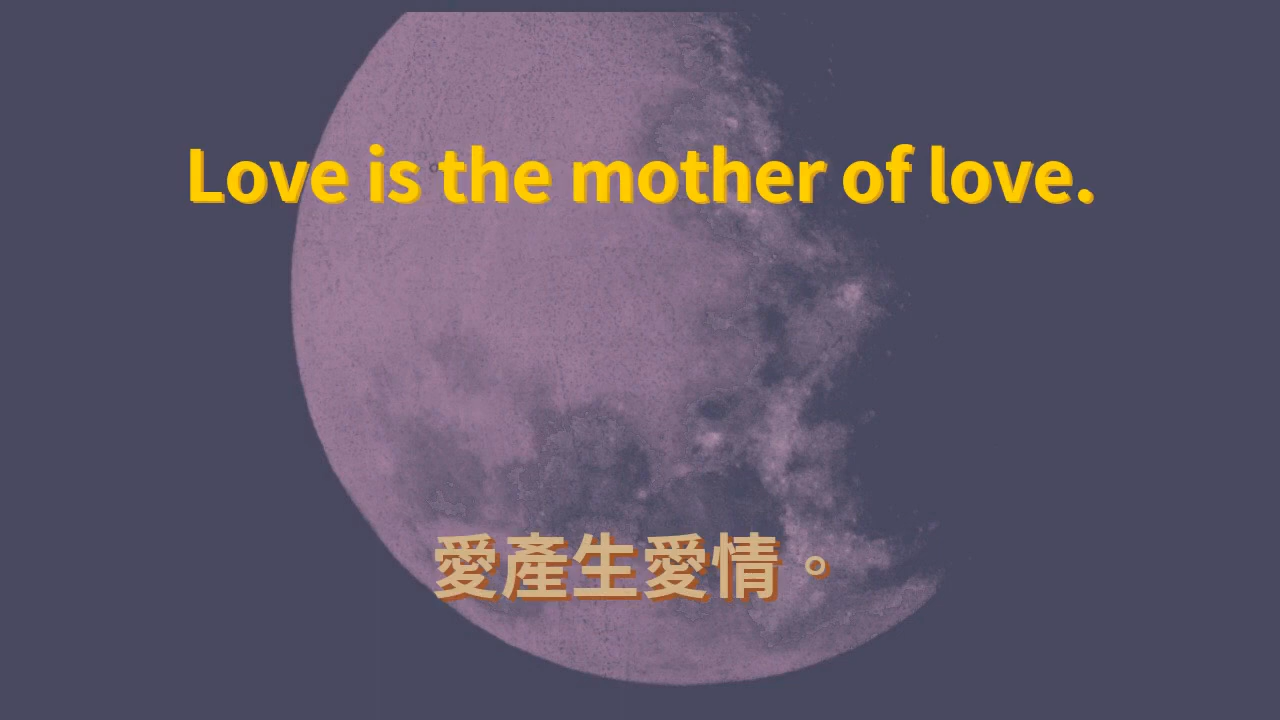 Love is the mother of love.
愛產生愛情。